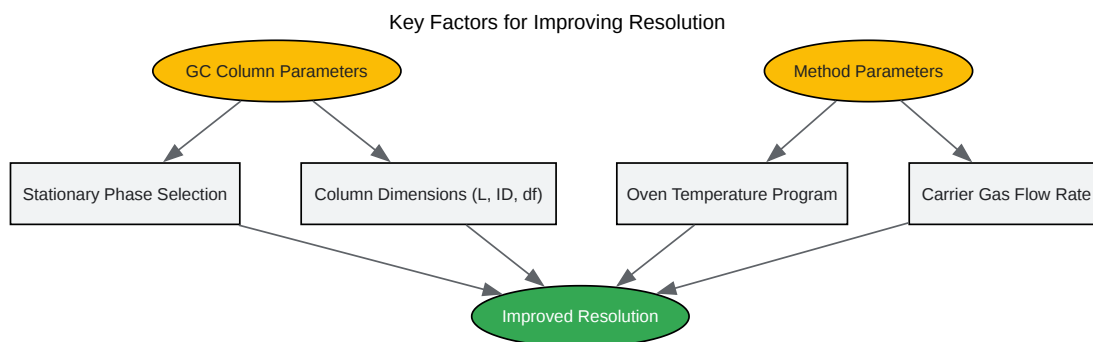 Key Factors for Improving Resolution
GC Column Parameters
Method Parameters
Stationary Phase Selection
Column Dimensions (L, ID, df)
Oven Temperature Program
Carrier Gas Flow Rate
Improved Resolution